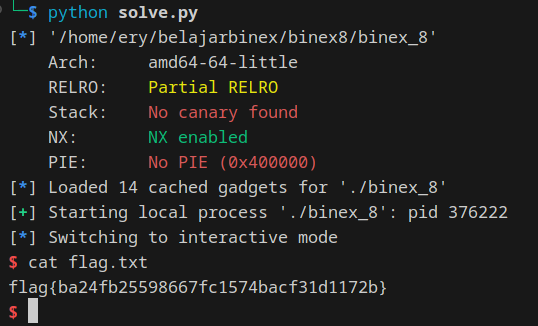 └─$ python solve.py
[*] '/home/ery/belajarbinex/binex8/binex_8'
    Arch:     amd64-64-little
    RELRO:    Partial RELRO
    Stack:    No canary found
    NX:       NX enabled
    PIE:      No PIE (0x400000)
[*] Loaded 14 cached gadgets for './binex_8'
[+] Starting local process './binex_8': pid 376222
[*] Switching to interactive mode
$ cat flag.txt
flag{ba24fb25598667fc1574bacf31d1172b}
$